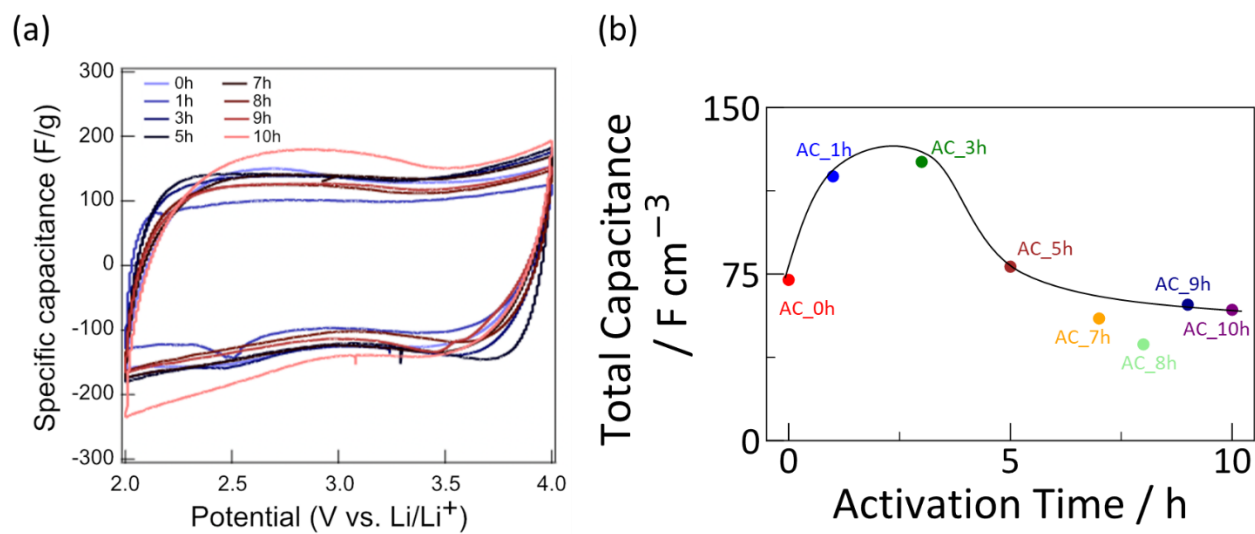 (a)
300
200
100
0
-100
-200
-300
Specific capacitance (F/g)
0h
1h
3h
5h
7h
8h
9h
10h
2.0
2.5
3.0
3.5
4.0
Potential (V vs. Li/Li⁺)
(b)
150
75
0
Total Capacitance
/ F cm⁻³
AC_0h
AC_1h
AC_3h
AC_5h
AC_7h
AC_8h
AC_9h
AC_10h
0
5
10
Activation Time / h